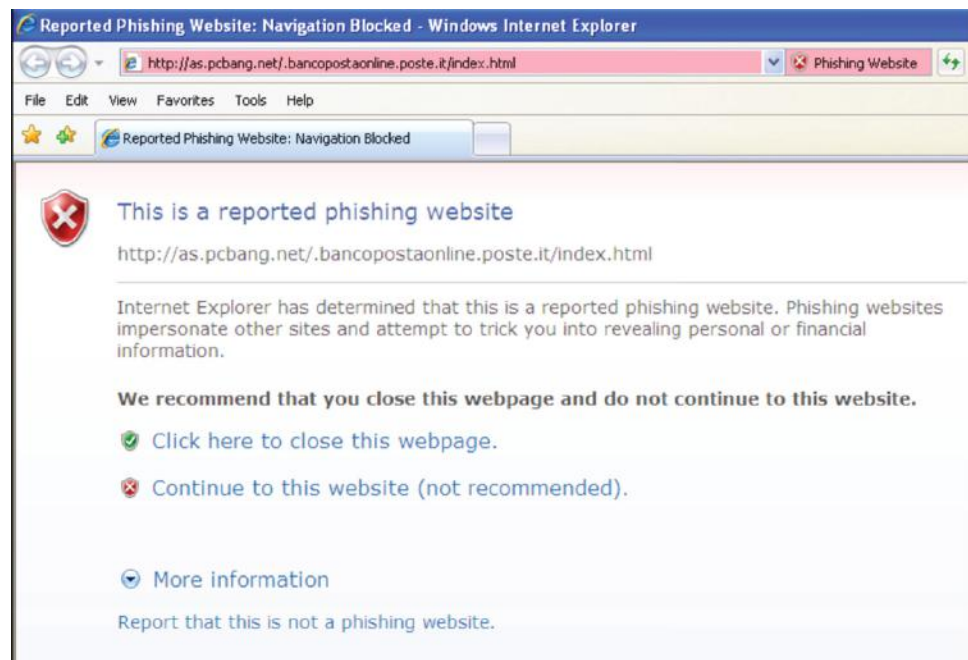 Reported Phishing Website: Navigation Blocked - Windows Internet Explorer
http://as.pcbang.net/.bancopostaonline.poste.it/index.html Phishing Website
File Edit View Favorites Tools Help
Reported Phishing Website: Navigation Blocked
This is a reported phishing website
http://as.pcbang.net/.bancopostaonline.poste.it/index.html
Internet Explorer has determined that this is a reported phishing website. Phishing websites
impersonate other sites and attempt to trick you into revealing personal or financial
information.
We recommend that you close this webpage and do not continue to this website.
Click here to close this webpage.
Continue to this website (not recommended).
More information
Report that this is not a phishing website.